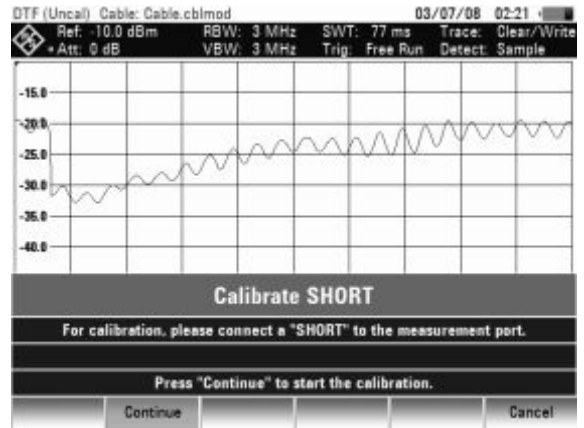 DTF (Uncal) Cable: Cable.cblmod 03/07/08 02:21
Ref: -10.0 dBm RBW: 3 MHz SWT: 77 ms Trace: Clear/Write
• Att: 0 dB VBW: 3 MHz Trig: Free Run Detect: Sample
-15.0
-20.0
-25.0
-30.0
-35.0
-40.0
Calibrate SHORT
For calibration, please connect a "SHORT" to the measurement port.
Press "Continue" to start the calibration.
Continue Cancel